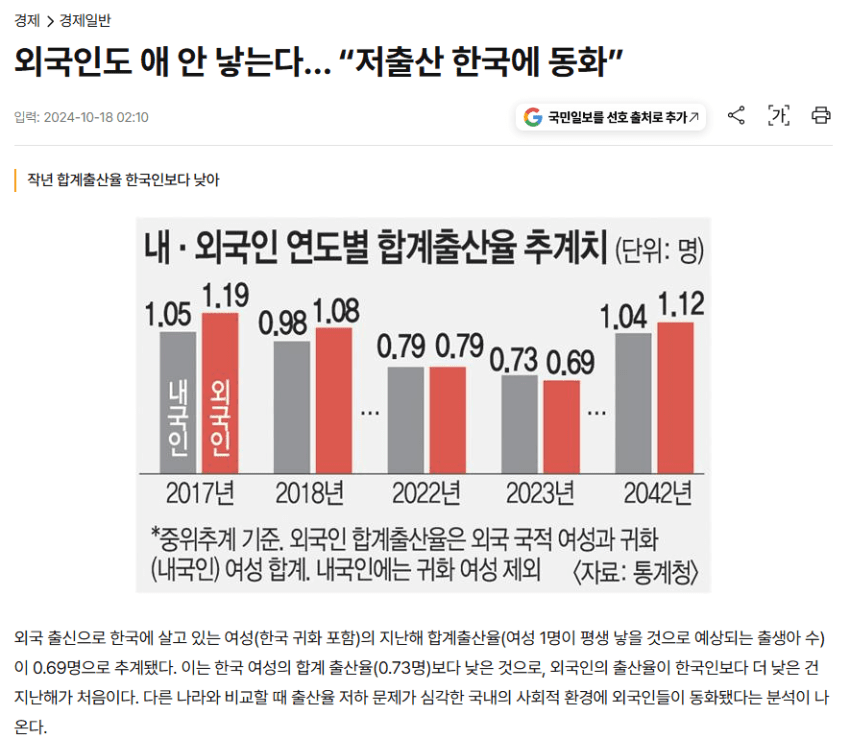 경제 > 경제일반
외국인도 애 안 낳는다… “저출산 한국에 동화”
입력: 2024-10-18 02:10
국민일보를 선호 출처로 추가↗
가
작년 합계출산율 한국인보다 낮아
내·외국인 연도별 합계출산율 추계치 (단위: 명)
1.05 1.19 0.98 1.08 0.79 0.79 0.73 0.69 1.04 1.12
내국인 외국인 … …
2017년 2018년 2022년 2023년 2042년
*중위추계 기준. 외국인 합계출산율은 외국 국적 여성과 귀화
(내국인) 여성 합계. 내국인에는 귀화 여성 제외 〈자료: 통계청〉
외국 출신으로 한국에 살고 있는 여성(한국 귀화 포함)의 지난해 합계출산율(여성 1명이 평생 낳을 것으로 예상되는 출생아 수)
이 0.69명으로 추계됐다. 이는 한국 여성의 합계 출산율(0.73명)보다 낮은 것으로, 외국인의 출산율이 한국인보다 더 낮은 건
지난해가 처음이다. 다른 나라와 비교할 때 출산율 저하 문제가 심각한 국내의 사회적 환경에 외국인들이 동화됐다는 분석이 나
온다.